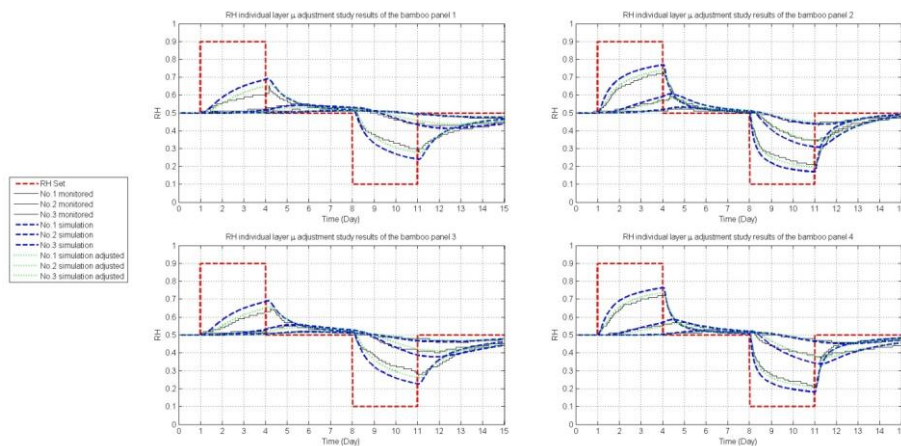 RH individual layer μ adjustment study results of the bamboo panel 1
1
0.9
0.8
0.7
0.6
0.5
0.4
0.3
0.2
0.1
0
RH
0 1 2 3 4 5 6 7 8 9 10 11 12 13 14 15
Time (Day)
RH individual layer μ adjustment study results of the bamboo panel 2
1
0.9
0.8
0.7
0.6
0.5
0.4
0.3
0.2
0.1
0
RH
0 1 2 3 4 5 6 7 8 9 10 11 12 13 14 15
Time (Day)
RH Set
No.1 monitored
No.2 monitored
No.3 monitored
No.1 simulation
No.2 simulation
No.3 simulation
No.1 simulation adjusted
No.2 simulation adjusted
No.3 simulation adjusted
RH individual layer μ adjustment study results of the bamboo panel 3
1
0.9
0.8
0.7
0.6
0.5
0.4
0.3
0.2
0.1
0
RH
0 1 2 3 4 5 6 7 8 9 10 11 12 13 14 15
Time (Day)
RH individual layer μ adjustment study results of the bamboo panel 4
1
0.9
0.8
0.7
0.6
0.5
0.4
0.3
0.2
0.1
0
RH
0 1 2 3 4 5 6 7 8 9 10 11 12 13 14 15
Time (Day)